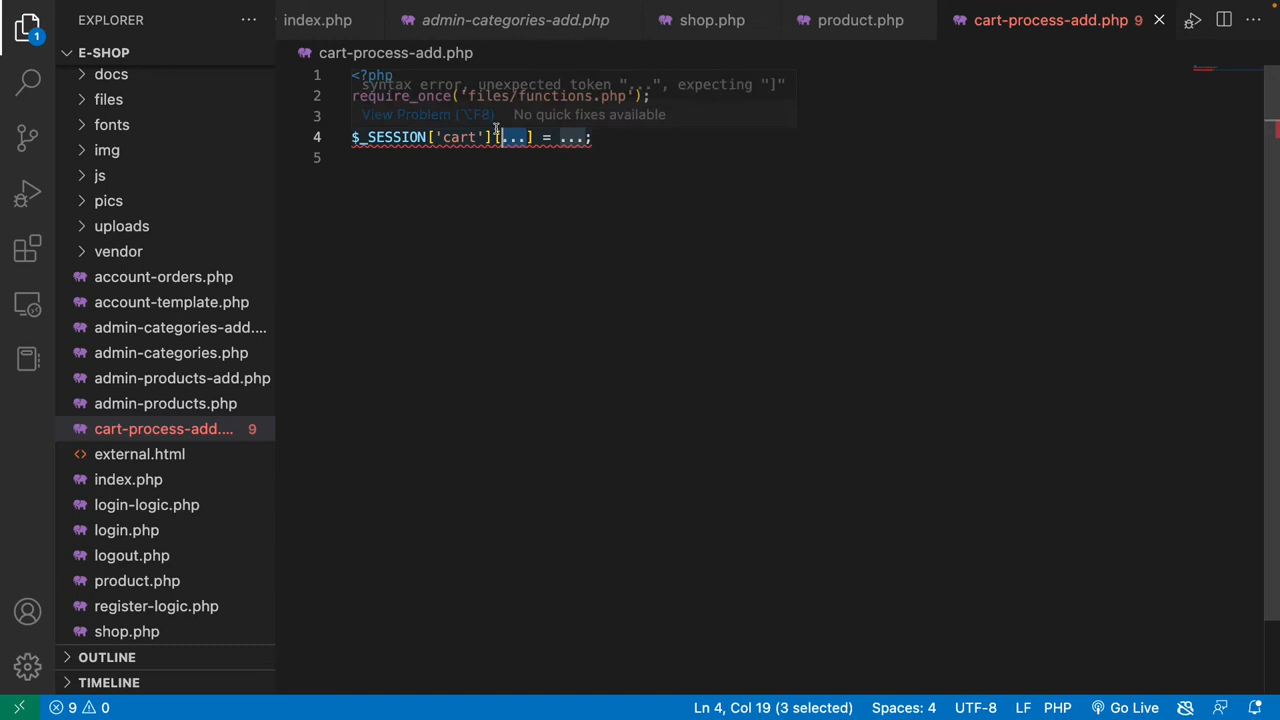 EXPLORER
index.php
admin-categories-add.php
shop.php
product.php
cart-process-add.php 9
1
E-SHOP
docs
files
fonts
img
js
pics
uploads
vendor
account-orders.php
account-template.php
admin-categories-add....
admin-categories.php
admin-products-add.php
admin-products.php
cart-process-add.... 9
external.html
index.php
login-logic.php
login.php
logout.php
product.php
register-logic.php
shop.php
OUTLINE
TIMELINE
cart-process-add.php
1 <?php
syntax error, unexpected token "...", expecting "]"
2 require_once('files/functions.php');
3
View Problem (⌥F8) No quick fixes available
4 $_SESSION['cart'][...] = ...;
5
9 0
Ln 4, Col 19 (3 selected)
Spaces: 4
UTF-8
LF
PHP
Go Live